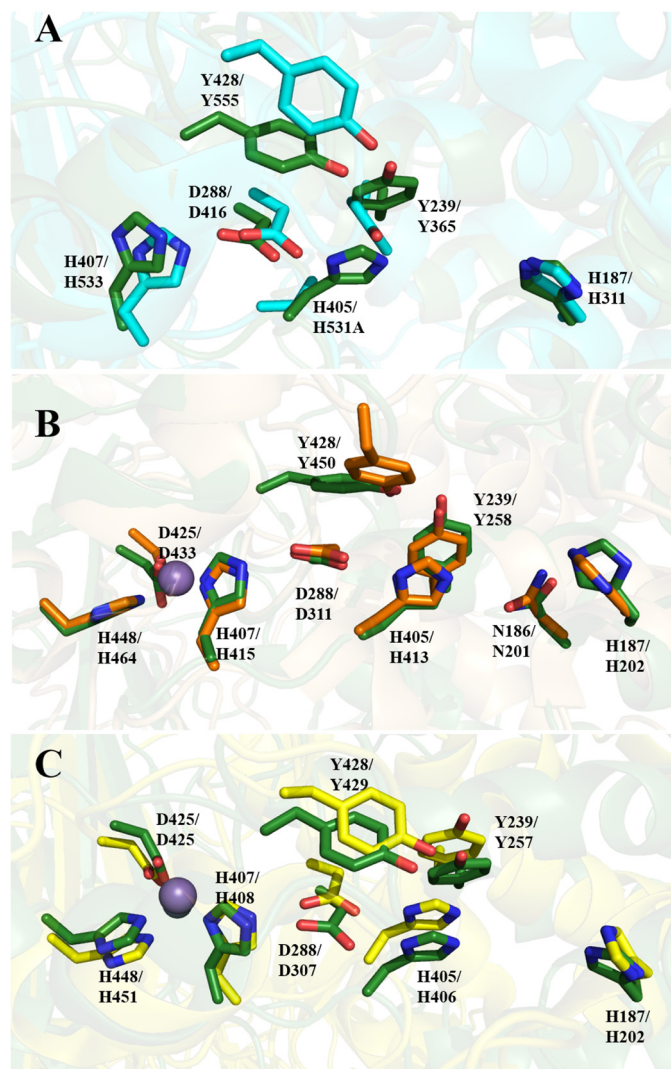 A
Y428/
Y555
D288/
D416
Y239/
Y365
H407/
H533
H405/
H531A
H187/
H311
B
Y428/
Y450
D425/
D433
Y239/
Y258
H448/
H464
H407/
H415
D288/
D311
H405/
H413
N186/
N201
H187/
H202
C
Y428/
Y429
D425/
D425
Y239/
Y257
H407/
H408
H448/
H451
D288/
D307
H405/
H406
H187/
H202